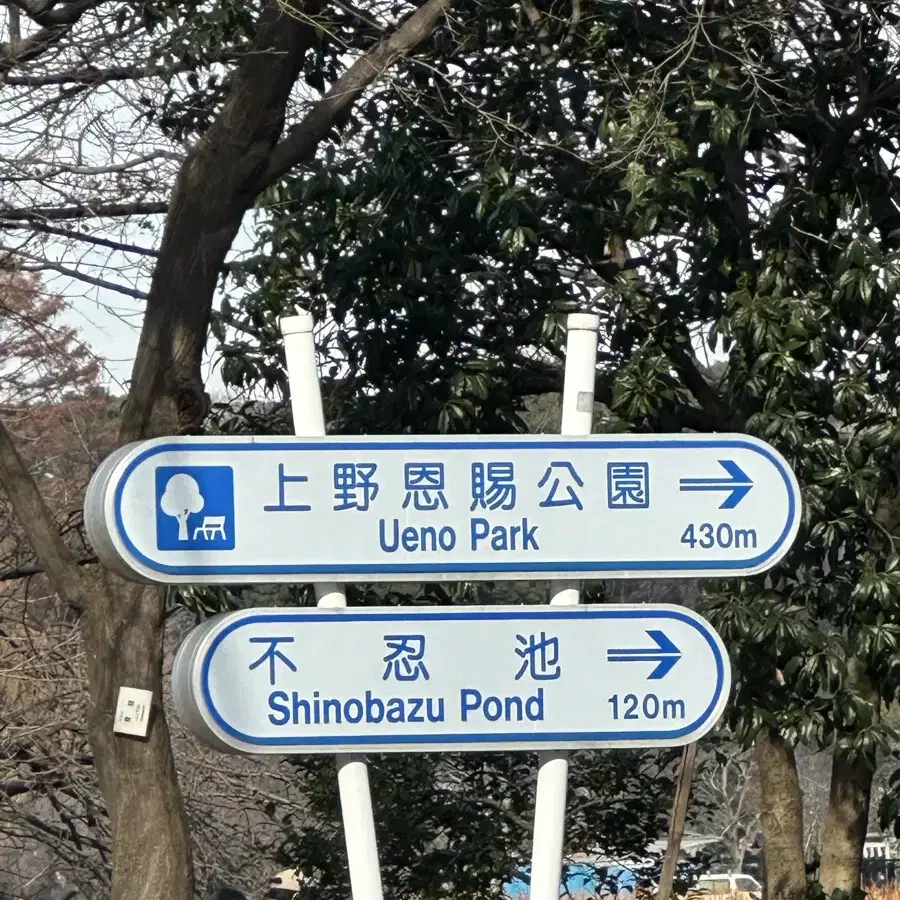 上野恩賜公園 →
Ueno Park 430m
不忍池 →
Shinobazu Pond 120m